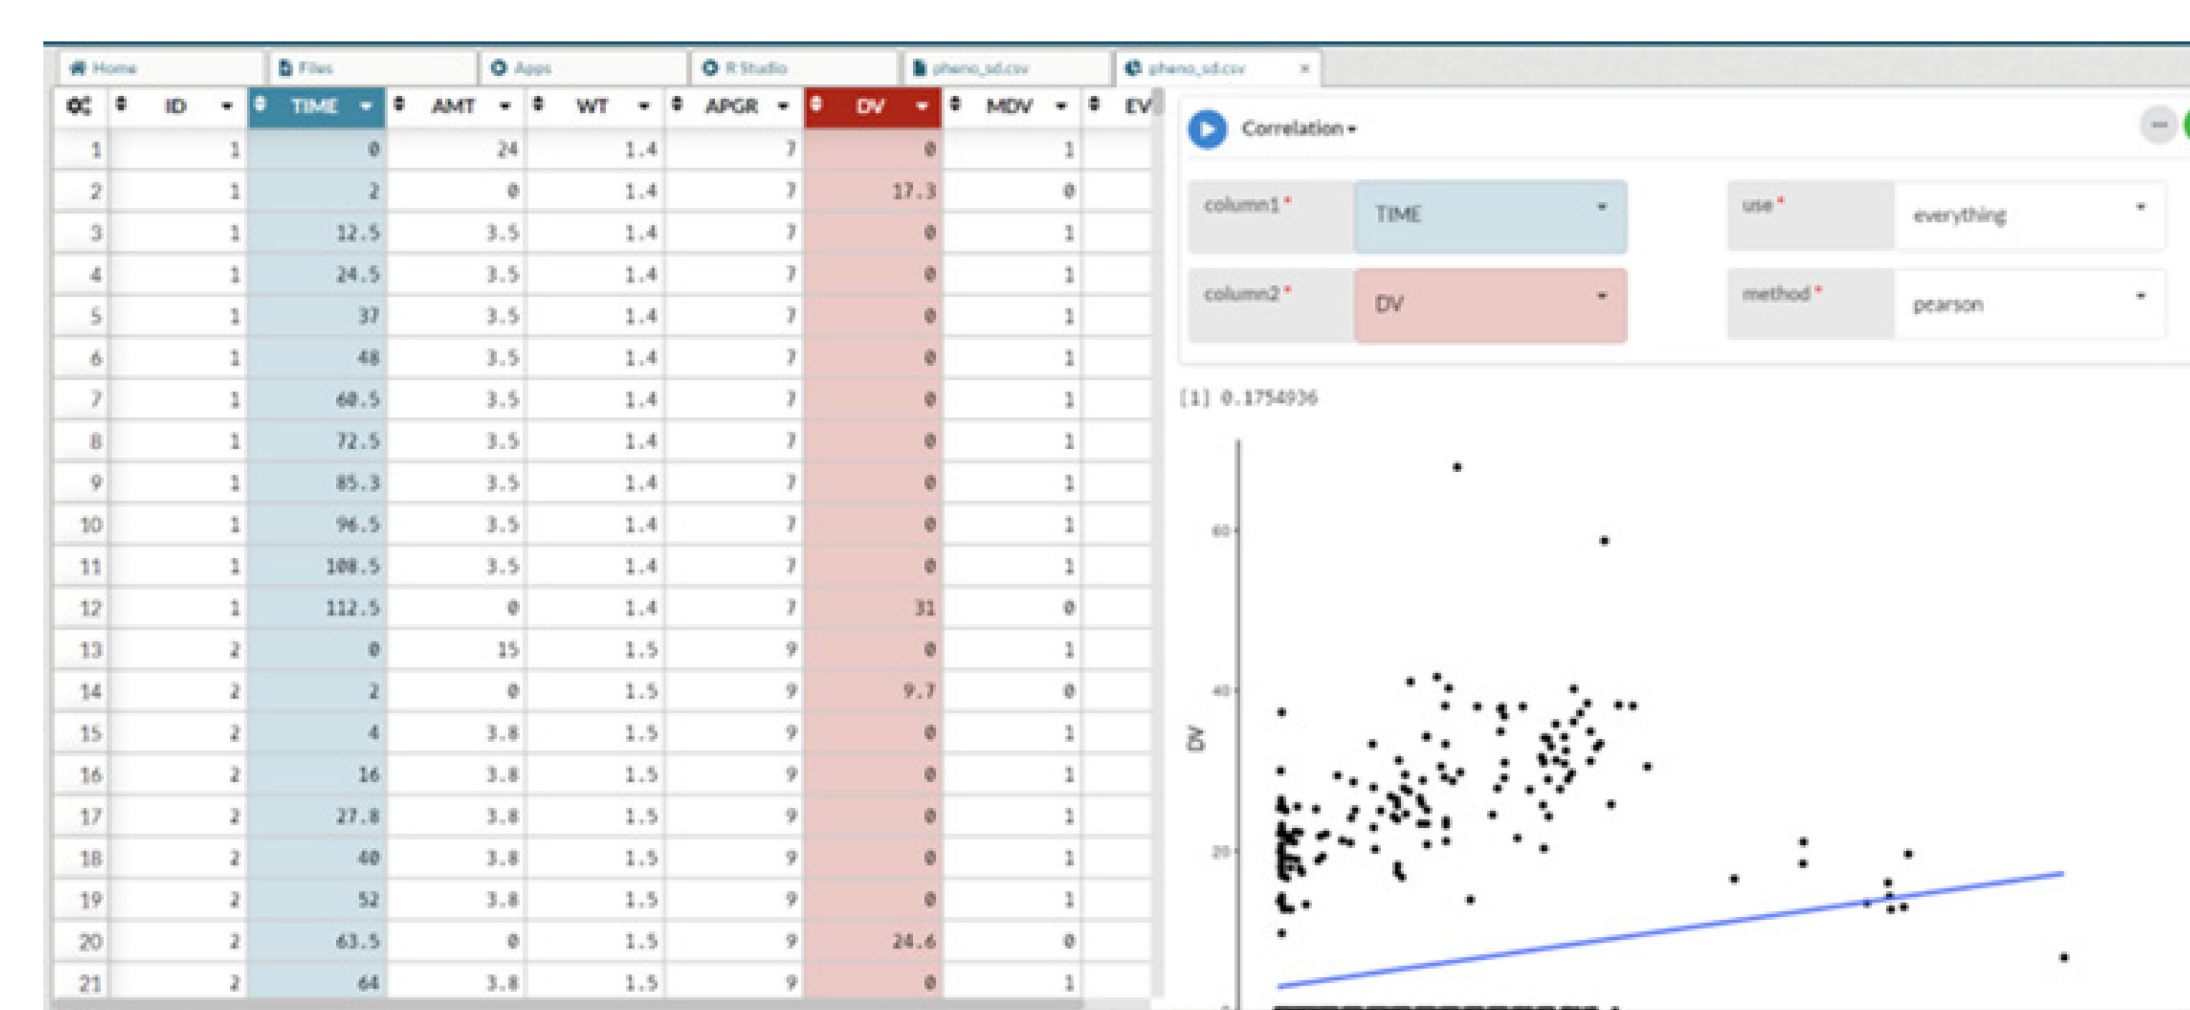 Home Files Apps R Studio pheno_sd.csv pheno_sd.csv ×
ID TIME AMT WT APGR DV MDV EV
1 1 0 24 1.4 7 0 1
2 1 2 0 1.4 7 17.3 0
3 1 12.5 3.5 1.4 7 0 1
4 1 24.5 3.5 1.4 7 0 1
5 1 37 3.5 1.4 7 0 1
6 1 48 3.5 1.4 7 0 1
7 1 60.5 3.5 1.4 7 0 1
8 1 72.5 3.5 1.4 7 0 1
9 1 85.3 3.5 1.4 7 0 1
10 1 96.5 3.5 1.4 7 0 1
11 1 108.5 3.5 1.4 7 0 1
12 1 112.5 0 1.4 7 31 0
13 2 0 15 1.5 9 0 1
14 2 2 0 1.5 9 9.7 0
15 2 4 3.8 1.5 9 0 1
16 2 16 3.8 1.5 9 0 1
17 2 27.8 3.8 1.5 9 0 1
18 2 40 3.8 1.5 9 0 1
19 2 52 3.8 1.5 9 0 1
20 2 63.5 0 1.5 9 24.6 0
21 2 64 3.8 1.5 9 0 1
Correlation
column1 * TIME use * everything
column2 * DV method * pearson
[1] 0.1754936
60
40
DV
20